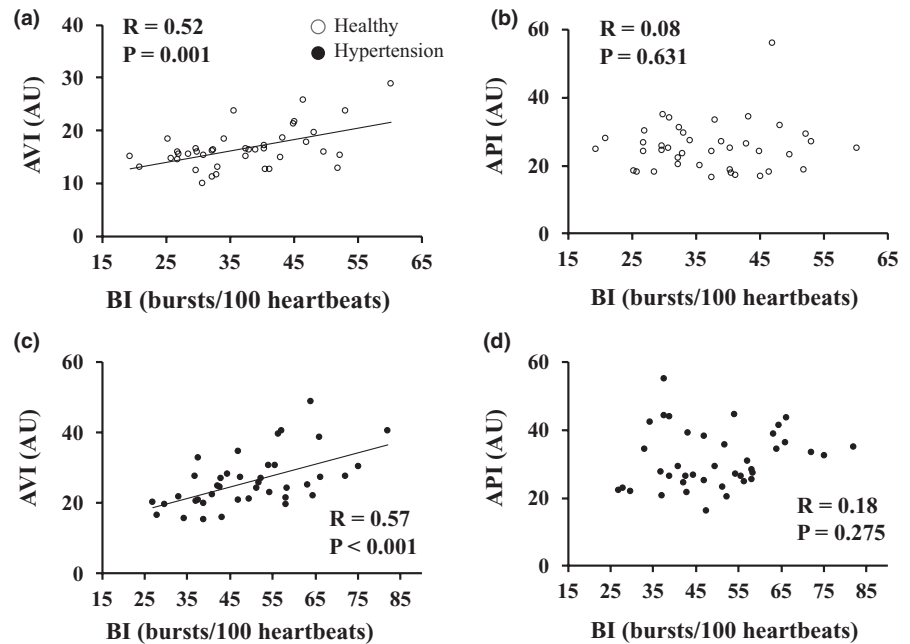 (a)
R = 0.52
P = 0.001
Healthy
Hypertension
AVI (AU)
40
30
20
10
0
15 25 35 45 55 65
BI (bursts/100 heartbeats)
(b)
R = 0.08
P = 0.631
API (AU)
60
40
20
0
15 25 35 45 55 65
BI (bursts/100 heartbeats)
(c)
AVI (AU)
60
40
20
0
R = 0.57
P < 0.001
15 25 35 45 55 65 75 85
BI (bursts/100 heartbeats)
(d)
API (AU)
60
40
20
0
R = 0.18
P = 0.275
15 25 35 45 55 65 75 85
BI (bursts/100 heartbeats)